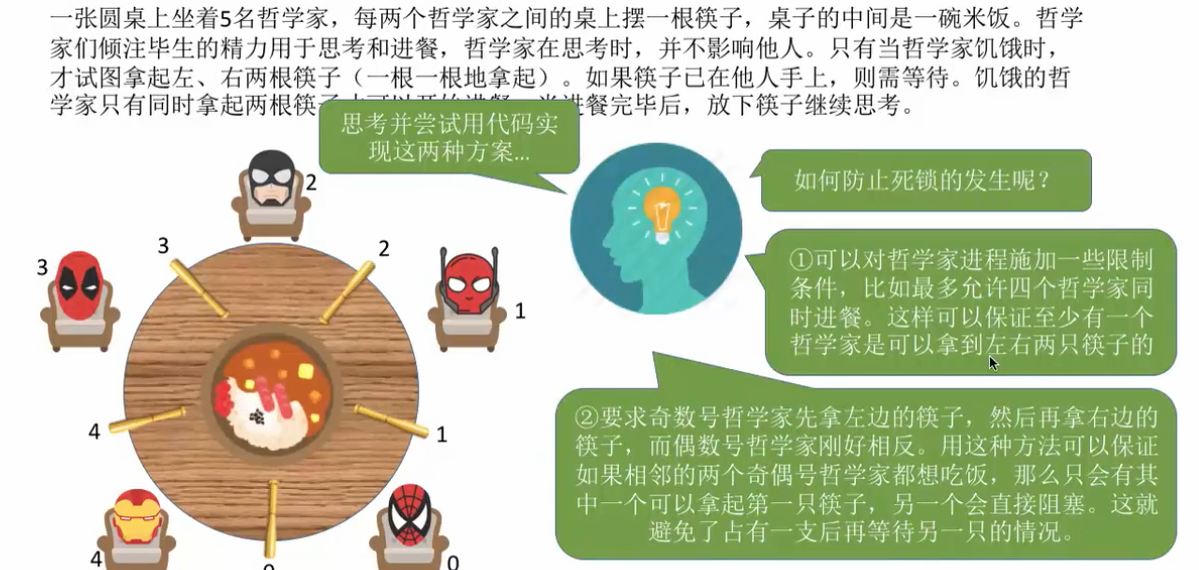 一张圆桌上坐着5名哲学家，每两个哲学家之间的桌上摆一根筷子，桌子的中间是一碗米饭。哲学
家们倾注毕生的精力用于思考和进餐，哲学家在思考时，并不影响他人。只有当哲学家饥饿时，
才试图拿起左、右两根筷子（一根一根地拿起）。如果筷子已在他人手上，则需等待。饥饿的哲
学家只有同时拿起两根筷 进餐完毕后，放下筷子继续思考。
思考并尝试用代码实
现这两种方案...
如何防止死锁的发生呢？
①可以对哲学家进程施加一些限制
条件，比如最多允许四个哲学家同
时进餐。这样可以保证至少有一个
哲学家是可以拿到左右两只筷子的
②要求奇数号哲学家先拿左边的筷子，然后再拿右边的
筷子，而偶数号哲学家刚好相反。用这种方法可以保证
如果相邻的两个奇偶号哲学家都想吃饭，那么只会有其
中一个可以拿起第一只筷子，另一个会直接阻塞。这就
避免了占有一支后再等待另一只的情况。
2
3
2
3
1
4
1
4
0